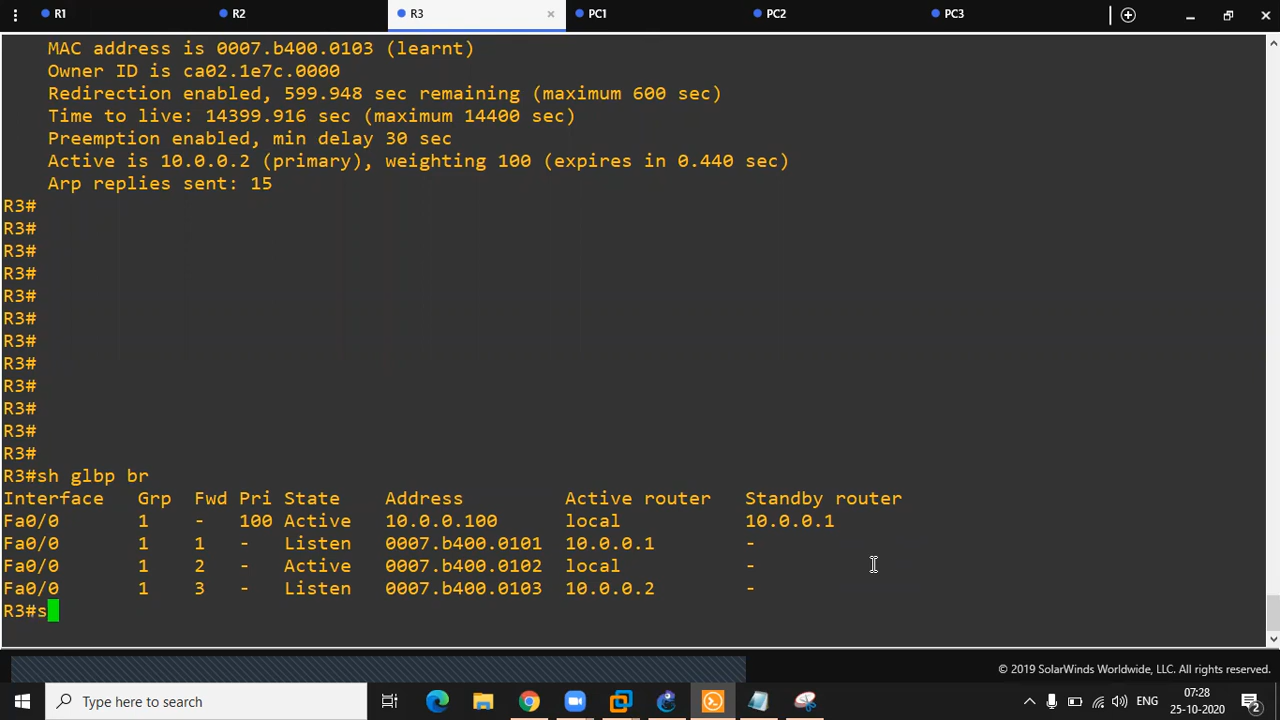 R1 R2 R3 × PC1 PC2 PC3
MAC address is 0007.b400.0103 (learnt)
Owner ID is ca02.1e7c.0000
Redirection enabled, 599.948 sec remaining (maximum 600 sec)
Time to live: 14399.916 sec (maximum 14400 sec)
Preemption enabled, min delay 30 sec
Active is 10.0.0.2 (primary), weighting 100 (expires in 0.440 sec)
Arp replies sent: 15
R3#
R3#
R3#
R3#
R3#
R3#
R3#
R3#
R3#
R3#
R3#
R3#
R3#sh glbp br
Interface Grp Fwd Pri State Address Active router Standby router
Fa0/0 1 - 100 Active 10.0.0.100 local 10.0.0.1
Fa0/0 1 1 - Listen 0007.b400.0101 10.0.0.1 -
Fa0/0 1 2 - Active 0007.b400.0102 local -
Fa0/0 1 3 - Listen 0007.b400.0103 10.0.0.2 -
R3#s
© 2019 SolarWinds Worldwide, LLC. All rights reserved.
Type here to search
ENG
07:28
25-10-2020
2